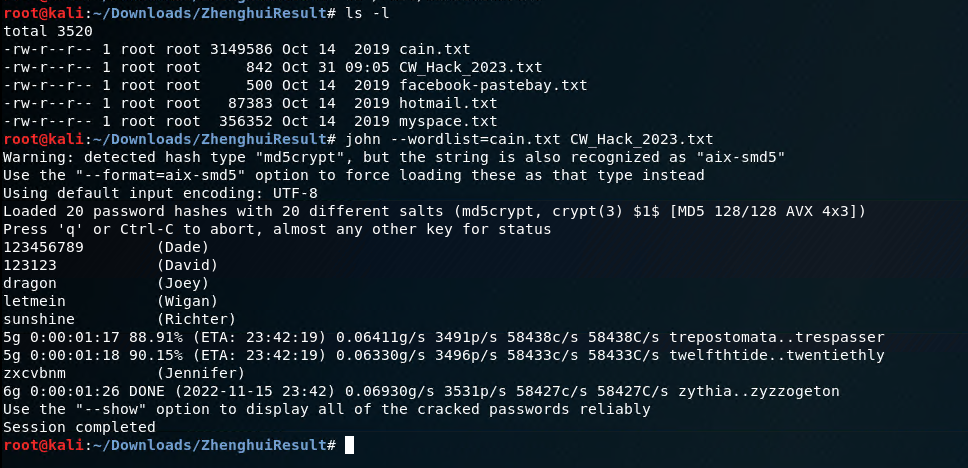 root@kali:~/Downloads/ZhenghuiResult# ls -l
total 3520
-rw-r--r-- 1 root root 3149586 Oct 14  2019 cain.txt
-rw-r--r-- 1 root root     842 Oct 31 09:05 CW_Hack_2023.txt
-rw-r--r-- 1 root root     500 Oct 14  2019 facebook-pastebay.txt
-rw-r--r-- 1 root root   87383 Oct 14  2019 hotmail.txt
-rw-r--r-- 1 root root  356352 Oct 14  2019 myspace.txt
root@kali:~/Downloads/ZhenghuiResult# john --wordlist=cain.txt CW_Hack_2023.txt
Warning: detected hash type "md5crypt", but the string is also recognized as "aix-smd5"
Use the "--format=aix-smd5" option to force loading these as that type instead
Using default input encoding: UTF-8
Loaded 20 password hashes with 20 different salts (md5crypt, crypt(3) $1$ [MD5 128/128 AVX 4x3])
Press 'q' or Ctrl-C to abort, almost any other key for status
123456789        (Dade)
123123           (David)
dragon           (Joey)
letmein          (Wigan)
sunshine         (Richter)
5g 0:00:01:17 88.91% (ETA: 23:42:19) 0.06411g/s 3491p/s 58438c/s 58438C/s trepostomata..trespasser
5g 0:00:01:18 90.15% (ETA: 23:42:19) 0.06330g/s 3496p/s 58433c/s 58433C/s twelfthtide..twentiethly
zxcvbnm          (Jennifer)
6g 0:00:01:26 DONE (2022-11-15 23:42) 0.06930g/s 3531p/s 58427c/s 58427C/s zythia..zyzzogeton
Use the "--show" option to display all of the cracked passwords reliably
Session completed
root@kali:~/Downloads/ZhenghuiResult#